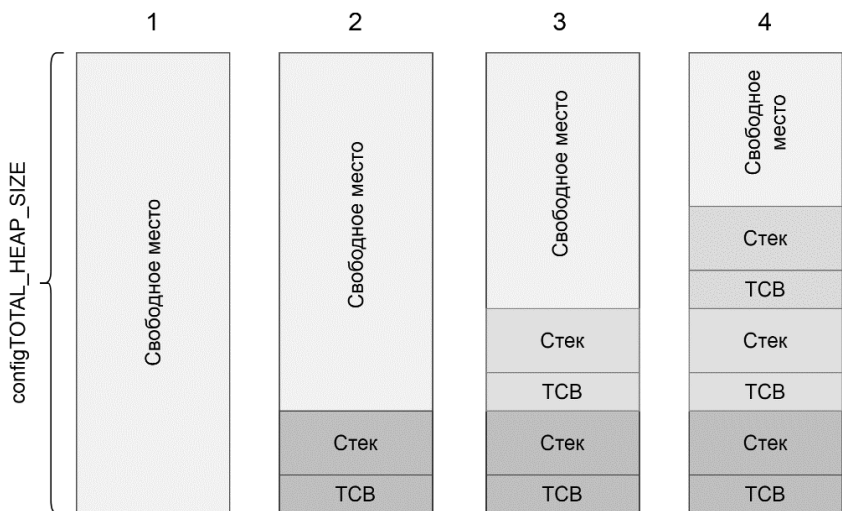 1
2
3
4
configTOTAL_HEAP_SIZE
Свободное место
Свободное место
Стек
TCB
Свободное место
Стек
TCB
Стек
TCB
Свободное
место
Стек
TCB
Стек
TCB
Стек
TCB